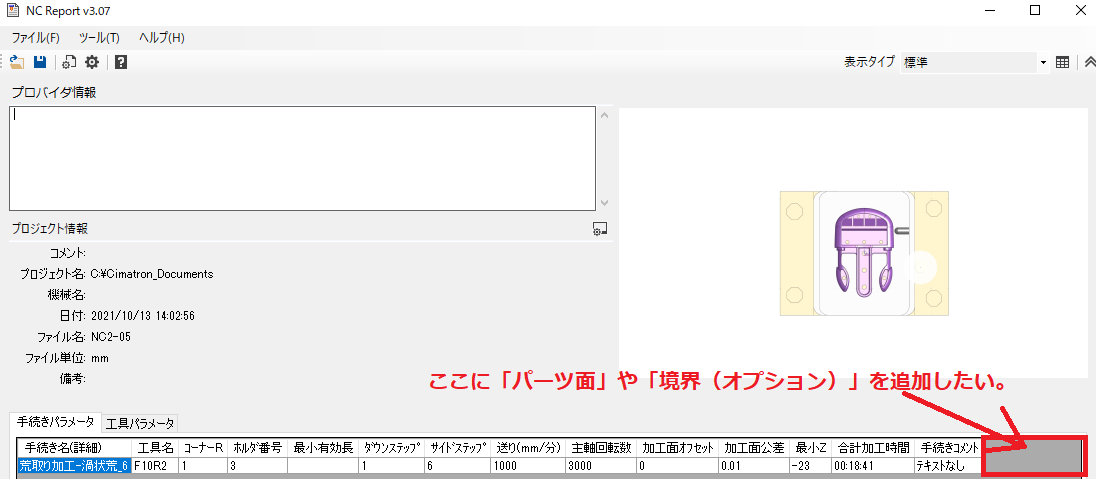 NC Report v3.07
ファイル(F) ツール(T) ヘルプ(H)
表示タイプ 標準
プロバイダ情報
プロジェクト情報
コメント:
プロジェクト名: C:¥Cimatron_Documents
機械名:
日付: 2021/10/13 14:02:56
ファイル名: NC2-05
ファイル単位: mm
備考:
ここに「パーツ面」や「境界（オプション）」を追加したい。
手続きパラメータ 工具パラメータ
手続き名(詳細) 工具名 コーナーR ホルダ番号 最小有効長 ダウンステップ サイドステップ 送り(mm/分) 主軸回転数 加工面オフセット 加工面公差 最小Z 合計加工時間 手続きコメント
荒取り加工-渦状荒_6 F10R2 1 3 1 6 1000 3000 0 0.01 -23 00:18:41 テキストなし